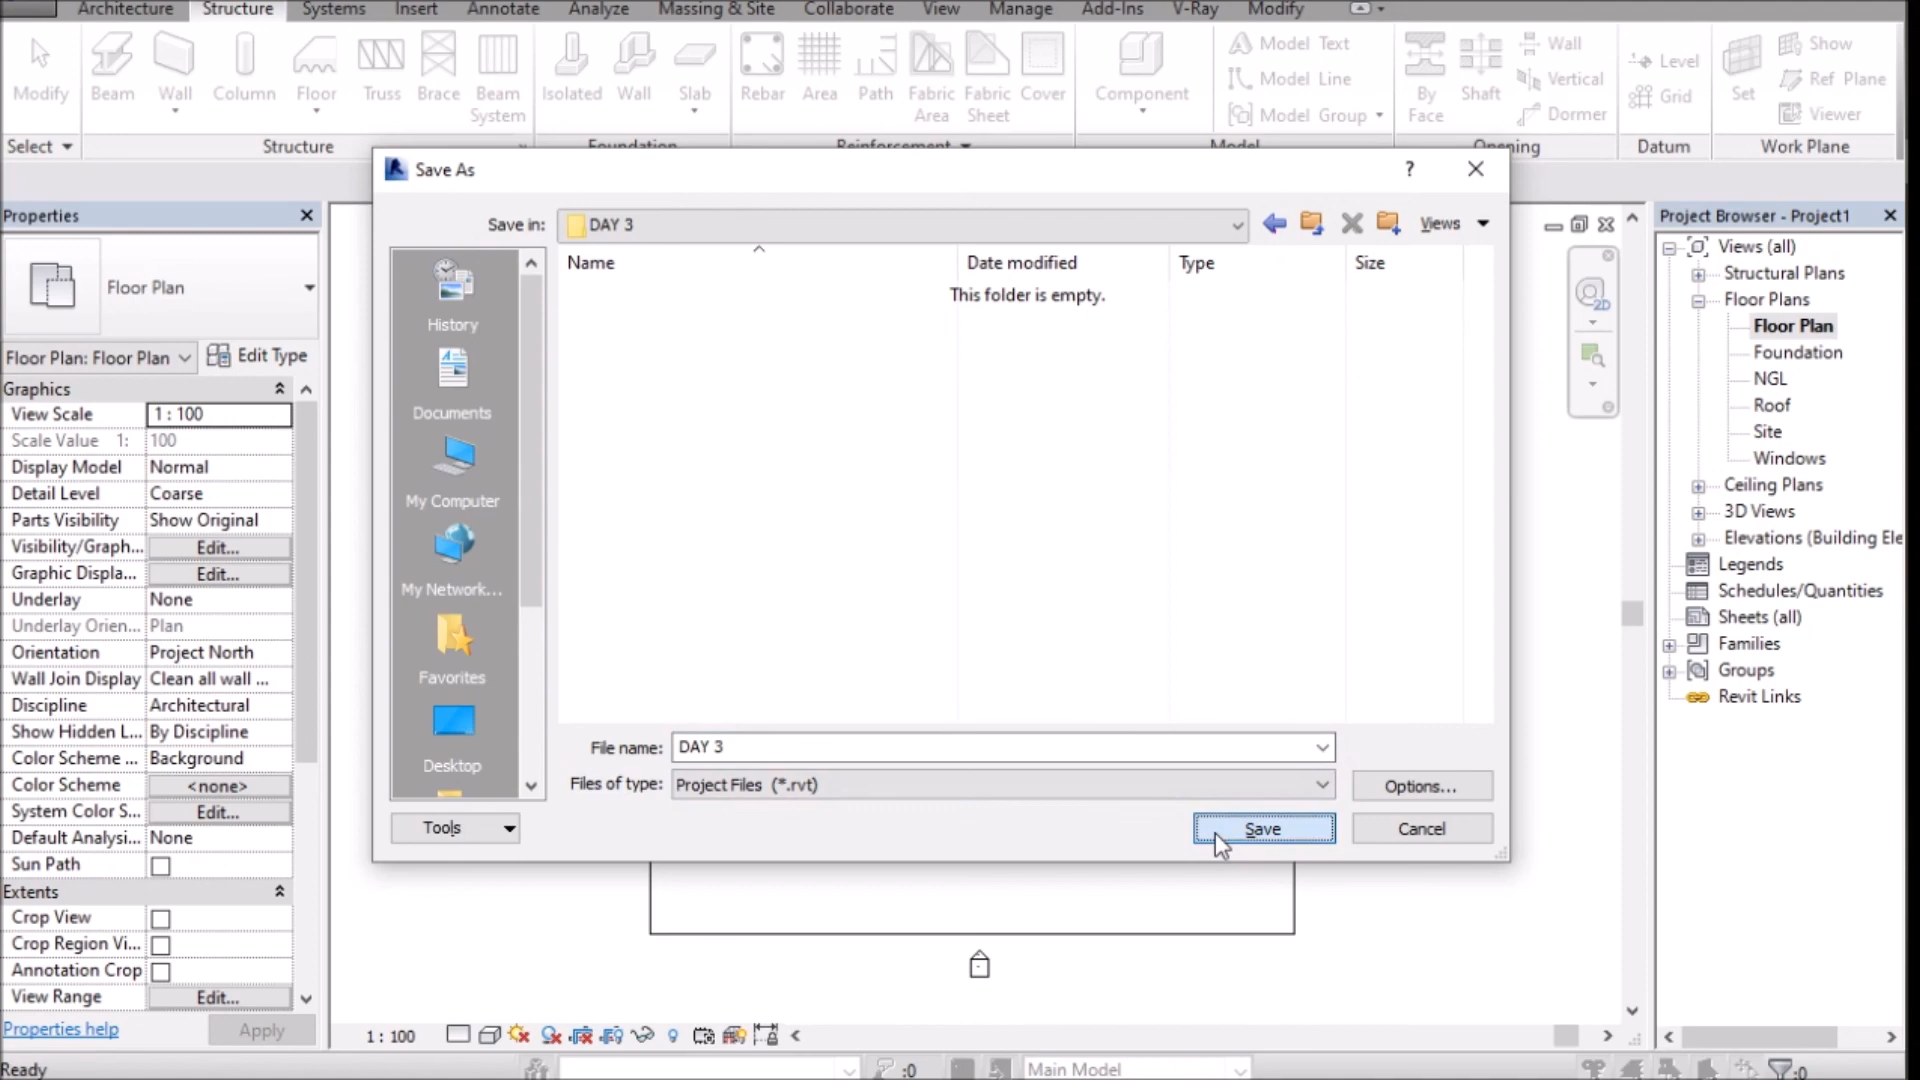 Architecture Structure Systems Insert Annotate Analyze Massing & Site Collaborate View Manage Add-Ins V-Ray Modify
Modify Beam Wall Column Floor Truss Brace Beam System Isolated Wall Slab Rebar Area Path Fabric Area Fabric Sheet Cover Component
Model Text
Model Line
Model Group
By Face Shaft
Wall
Vertical
Dormer
Level
Grid
Set
Show
Ref Plane
Viewer
Select Structure Foundation Reinforcement Model Opening Datum Work Plane
Save As ?
Save in: DAY 3 Views
Name Date modified Type Size
This folder is empty.
History
Documents
My Computer
My Network...
Favorites
Desktop
File name: DAY 3
Files of type: Project Files (*.rvt) Options...
Tools Save Cancel
Properties
Floor Plan
Floor Plan: Floor Plan Edit Type
Graphics
View Scale 1 : 100
Scale Value 1: 100
Display Model Normal
Detail Level Coarse
Parts Visibility Show Original
Visibility/Graph... Edit...
Graphic Displa... Edit...
Underlay None
Underlay Orien... Plan
Orientation Project North
Wall Join Display Clean all wall ...
Discipline Architectural
Show Hidden L... By Discipline
Color Scheme ... Background
Color Scheme <none>
System Color S... Edit...
Default Analysi... None
Sun Path
Extents
Crop View
Crop Region Vi...
Annotation Crop
View Range Edit...
Properties help Apply
Project Browser - Project1
Views (all)
Structural Plans
Floor Plans
Floor Plan
Foundation
NGL
Roof
Site
Windows
Ceiling Plans
3D Views
Elevations (Building Ele
Legends
Schedules/Quantities
Sheets (all)
Families
Groups
Revit Links
2D
1 : 100
Ready :0 Main Model :0